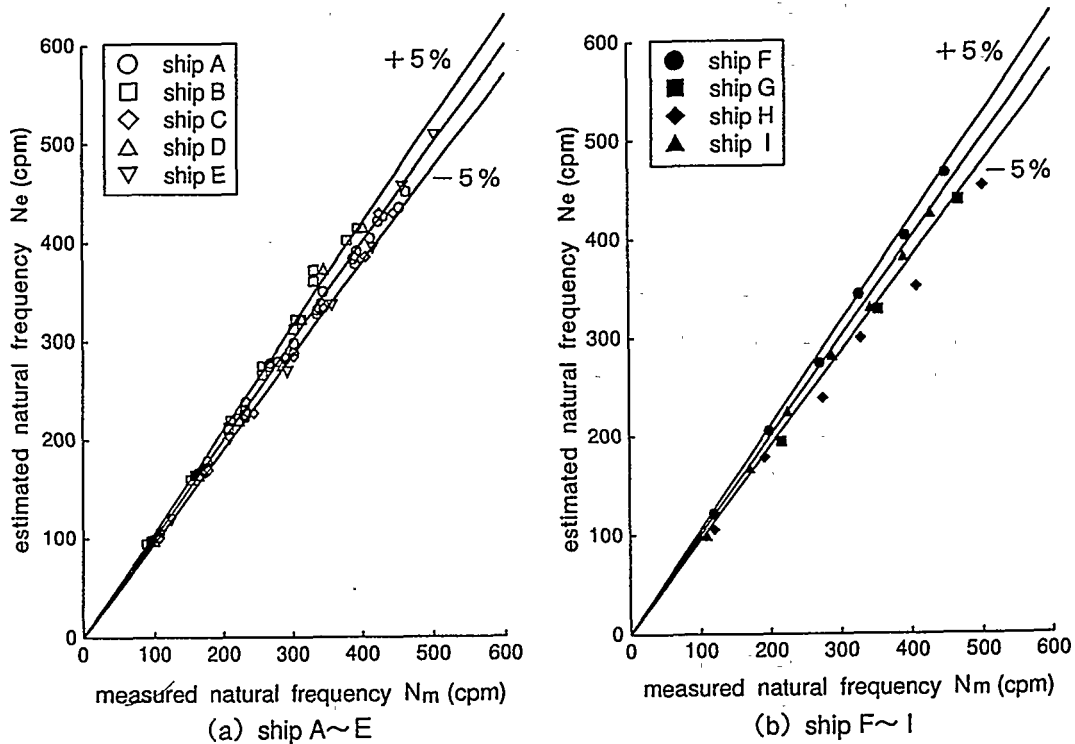 estimated natural frequency Ne (cpm)
600
500
400
300
200
100
0
ship A
ship B
ship C
ship D
ship E
+5%
-5%
0 100 200 300 400 500 600
measured natural frequency Nm (cpm)
(a) ship A~E
estimated natural frequency Ne (cpm)
600
500
400
300
200
100
0
ship F
ship G
ship H
ship I
+5%
-5%
0 100 200 300 400 500 600
measured natural frequency Nm (cpm)
(b) ship F~I